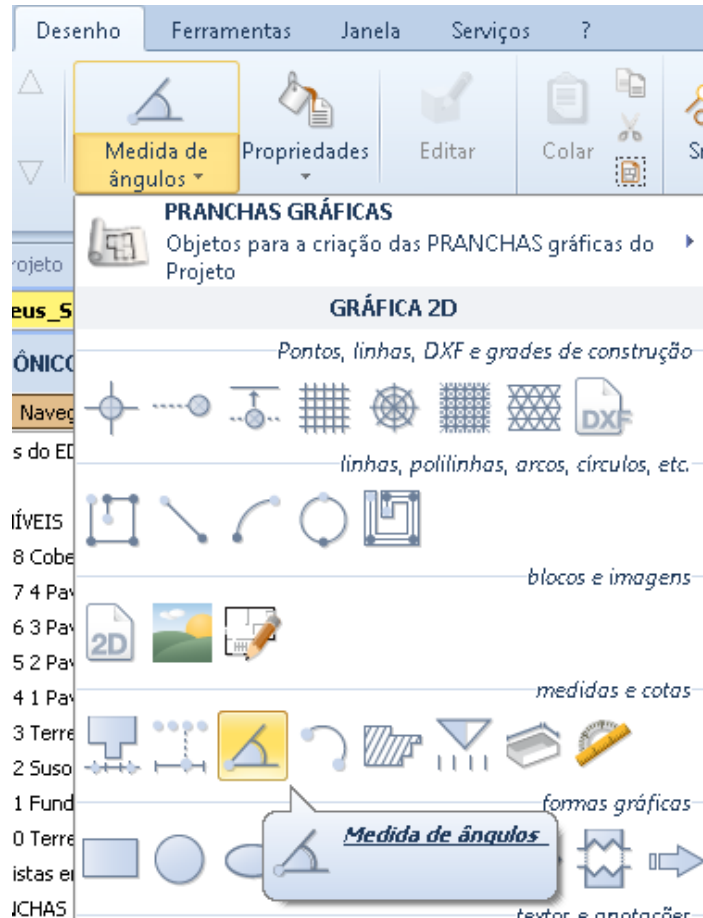 Desenho Ferramentas Janela Serviços ?
Medida de ângulos Propriedades Editar Colar
PRANCHAS GRÁFICAS
Objetos para a criação das PRANCHAS gráficas do
Projeto
rojeto
eus_S
GRÁFICA 2D
ÔNICO
Pontos, linhas, DXF e grades de construção
Naveg
DXF
s do ED
linhas, polilinhas, arcos, círculos, etc.
ÍVEIS
8 Cobe
blocos e imagens
7 4 Pav
6 3 Pav
2D
5 2 Pav
4 1 Pav
medidas e cotas
3 Terre
2 Suso
1 Fund
formas gráficas
0 Terre
Medida de ângulos
istas e
NCHAS
textos e anotações